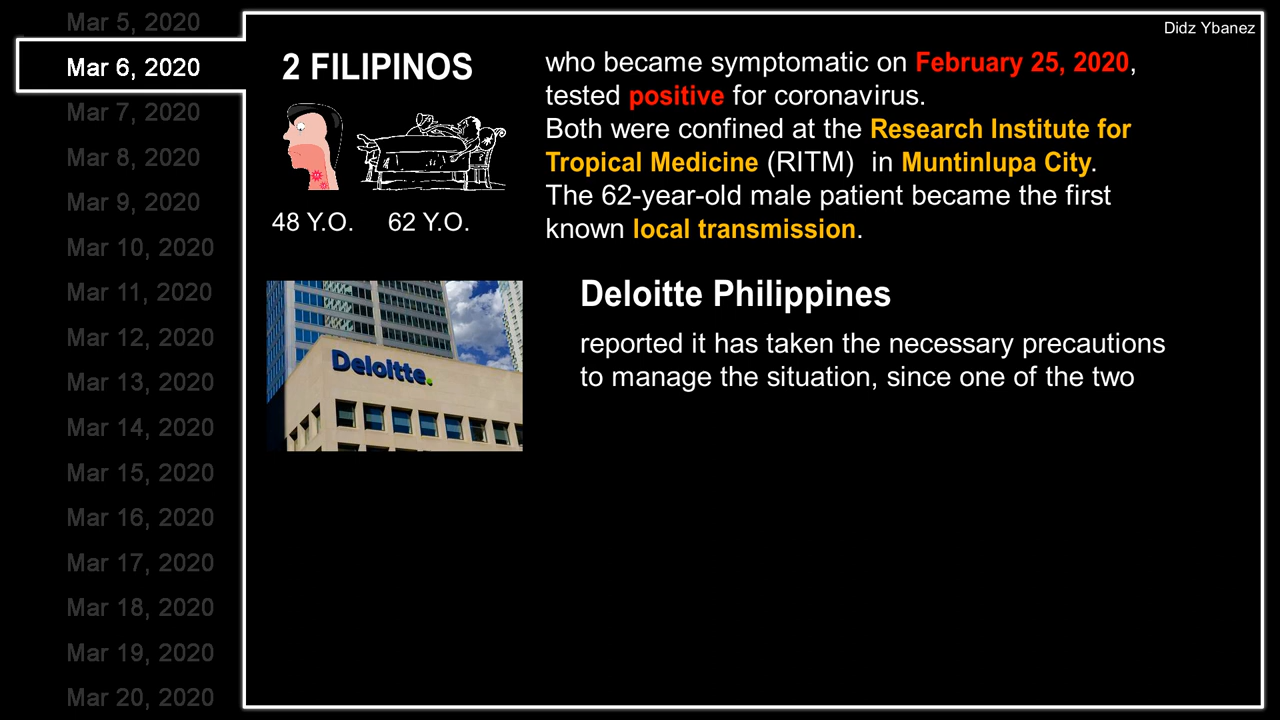 Didz Ybanez
Mar 5, 2020
Mar 6, 2020
Mar 7, 2020
Mar 8, 2020
Mar 9, 2020
Mar 10, 2020
Mar 11, 2020
Mar 12, 2020
Mar 13, 2020
Mar 14, 2020
Mar 15, 2020
Mar 16, 2020
Mar 17, 2020
Mar 18, 2020
Mar 19, 2020
Mar 20, 2020
2 FILIPINOS
48 Y.O.
62 Y.O.
who became symptomatic on February 25, 2020,
tested positive for coronavirus.
Both were confined at the Research Institute for
Tropical Medicine (RITM) in Muntinlupa City.
The 62-year-old male patient became the first
known local transmission.
Deloitte.
Deloitte Philippines
reported it has taken the necessary precautions
to manage the situation, since one of the two